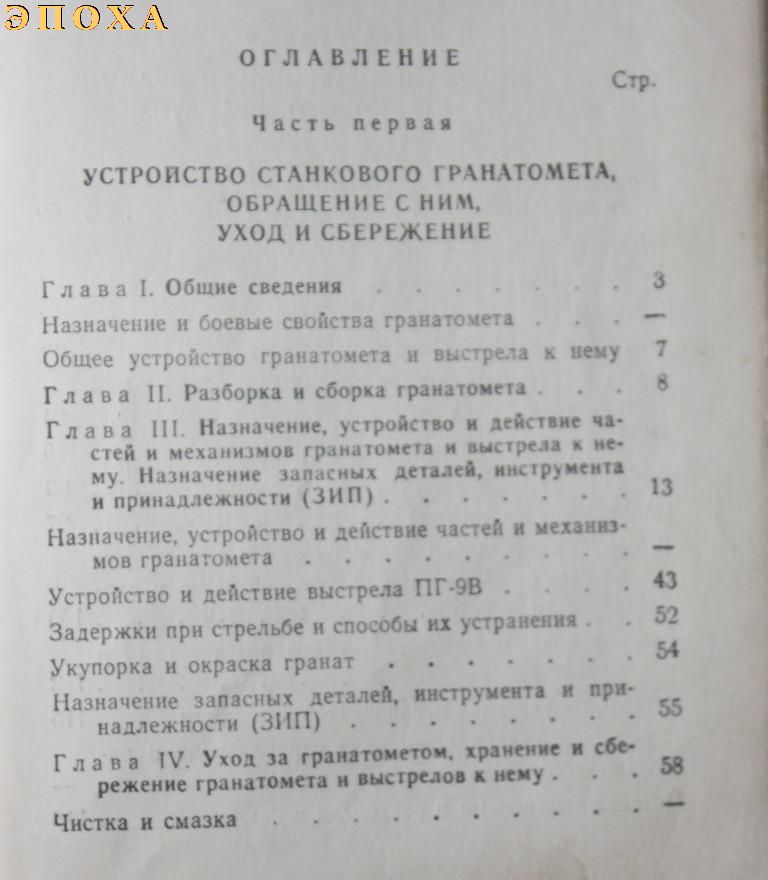 ЭПОХА
ОГЛАВЛЕНИЕ
Стр.
Часть первая
УСТРОЙСТВО СТАНКОВОГО ГРАНАТОМЕТА,
ОБРАЩЕНИЕ С НИМ,
УХОД И СБЕРЕЖЕНИЕ
Глава I. Общие сведения . . . . . . . 3
Назначение и боевые свойства гранатомета . . . —
Общее устройство гранатомета и выстрела к нему 7
Глава II. Разборка и сборка гранатомета . . . 8
Глава III. Назначение, устройство и действие ча-
стей и механизмов гранатомета и выстрела к не-
му. Назначение запасных деталей, инструмента
и принадлежности (ЗИП) . . . . . . . 13
Назначение, устройство и действие частей и механиз-
мов гранатомета . . . . . . . . . —
Устройство и действие выстрела ПГ-9В . . . . 43
Задержки при стрельбе и способы их устранения . . 52
Укупорка и окраска гранат . . . . . . . 54
Назначение запасных деталей, инструмента и при-
надлежности (ЗИП) . . . . . . . . 55
Глава IV. Уход за гранатометом, хранение и сбе-
режение гранатомета и выстрелов к нему . . . 58
Чистка и смазка . . . . . . . . . . —